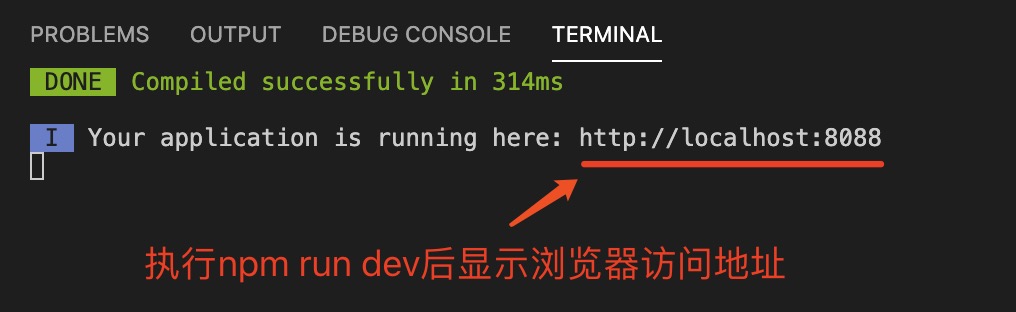 PROBLEMS OUTPUT DEBUG CONSOLE TERMINAL
DONE Compiled successfully in 314ms
I Your application is running here: http://localhost:8088
执行npm run dev后显示浏览器访问地址